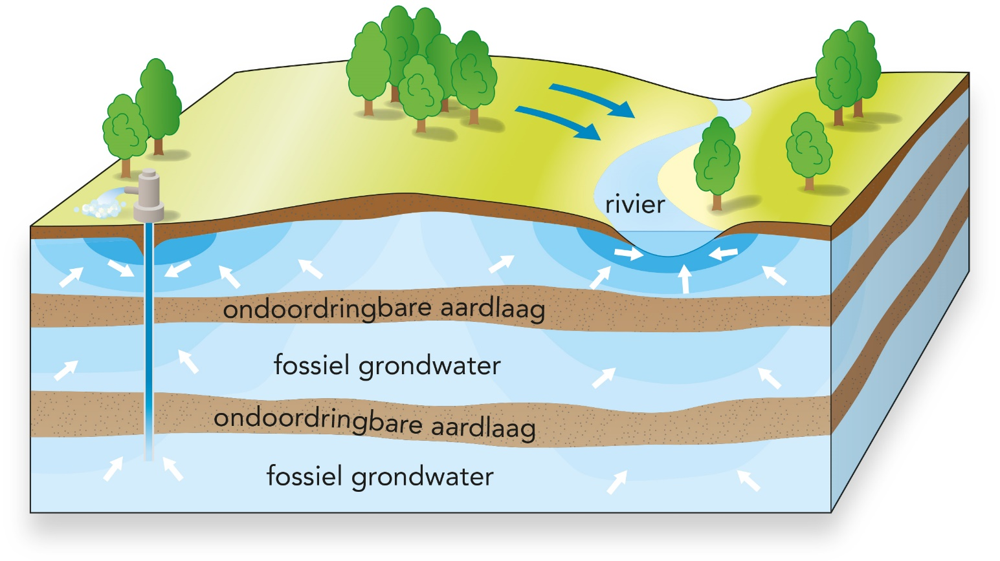 rivier
ondoordringbare aardlaag
fossiel grondwater
ondoordringbare aardlaag
fossiel grondwater